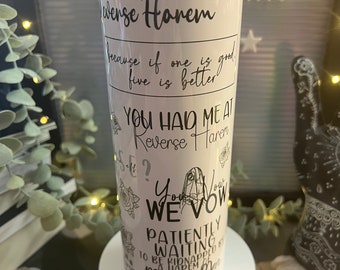 Reverse Harem
because if one is good
five is better
YOU HAD ME AT
Reverse Harem
?
You
WE VOW
PATIENTLY
WAITING
TO BE KIDNAPPED